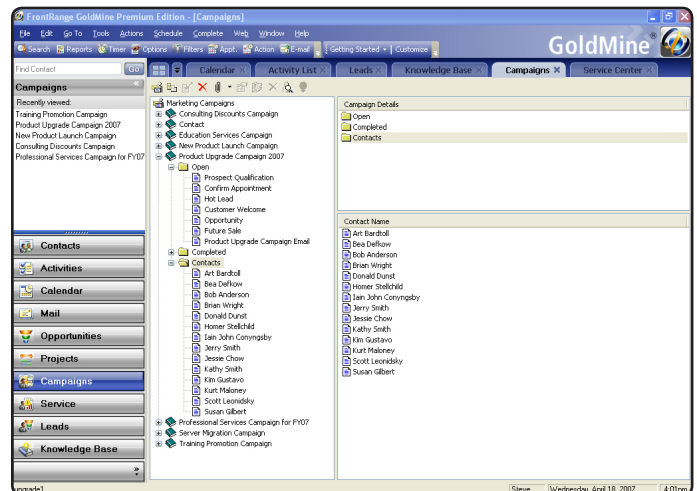 FrontRange GoldMine Premium Edition - [Campaigns]
File Edit Go To Tools Actions Schedule Complete Web Window Help
Search Reports Timer Options Filters Appt. Action E-mail Getting Started Customize
GoldMine
Find Contact Go
Calendar Activity List Leads Knowledge Base Campaigns Service Center
Campaigns
Recently viewed:
Training Promotion Campaign
Product Upgrade Campaign 2007
New Product Launch Campaign
Consulting Discounts Campaign
Professional Services Campaign for FY07
Contacts
Activities
Calendar
Mail
Opportunities
Projects
Campaigns
Service
Leads
Knowledge Base
Marketing Campaigns
Consulting Discounts Campaign
Contact
Education Services Campaign
New Product Launch Campaign
Product Upgrade Campaign 2007
Open
Prospect Qualification
Confirm Appointment
Hot Lead
Customer Welcome
Opportunity
Future Sale
Product Upgrade Campaign Email
Completed
Contacts
Art Bardtoll
Bea Defkow
Bob Anderson
Brian Wright
Donald Dunst
Homer Stellchild
Iain John Conyngsby
Jerry Smith
Jessie Chow
Kathy Smith
Kim Gustavo
Kurt Maloney
Scott Leonidsky
Susan Gilbert
Professional Services Campaign for FY07
Server Migration Campaign
Training Promotion Campaign
Campaign Details
Open
Completed
Contacts
Contact Name
Art Bardtoll
Bea Defkow
Bob Anderson
Brian Wright
Donald Dunst
Homer Stellchild
Iain John Conyngsby
Jerry Smith
Jessie Chow
Kathy Smith
Kim Gustavo
Kurt Maloney
Scott Leonidsky
Susan Gilbert
upgrade1 Steve Wednesday, April 18, 2007 4:01pm